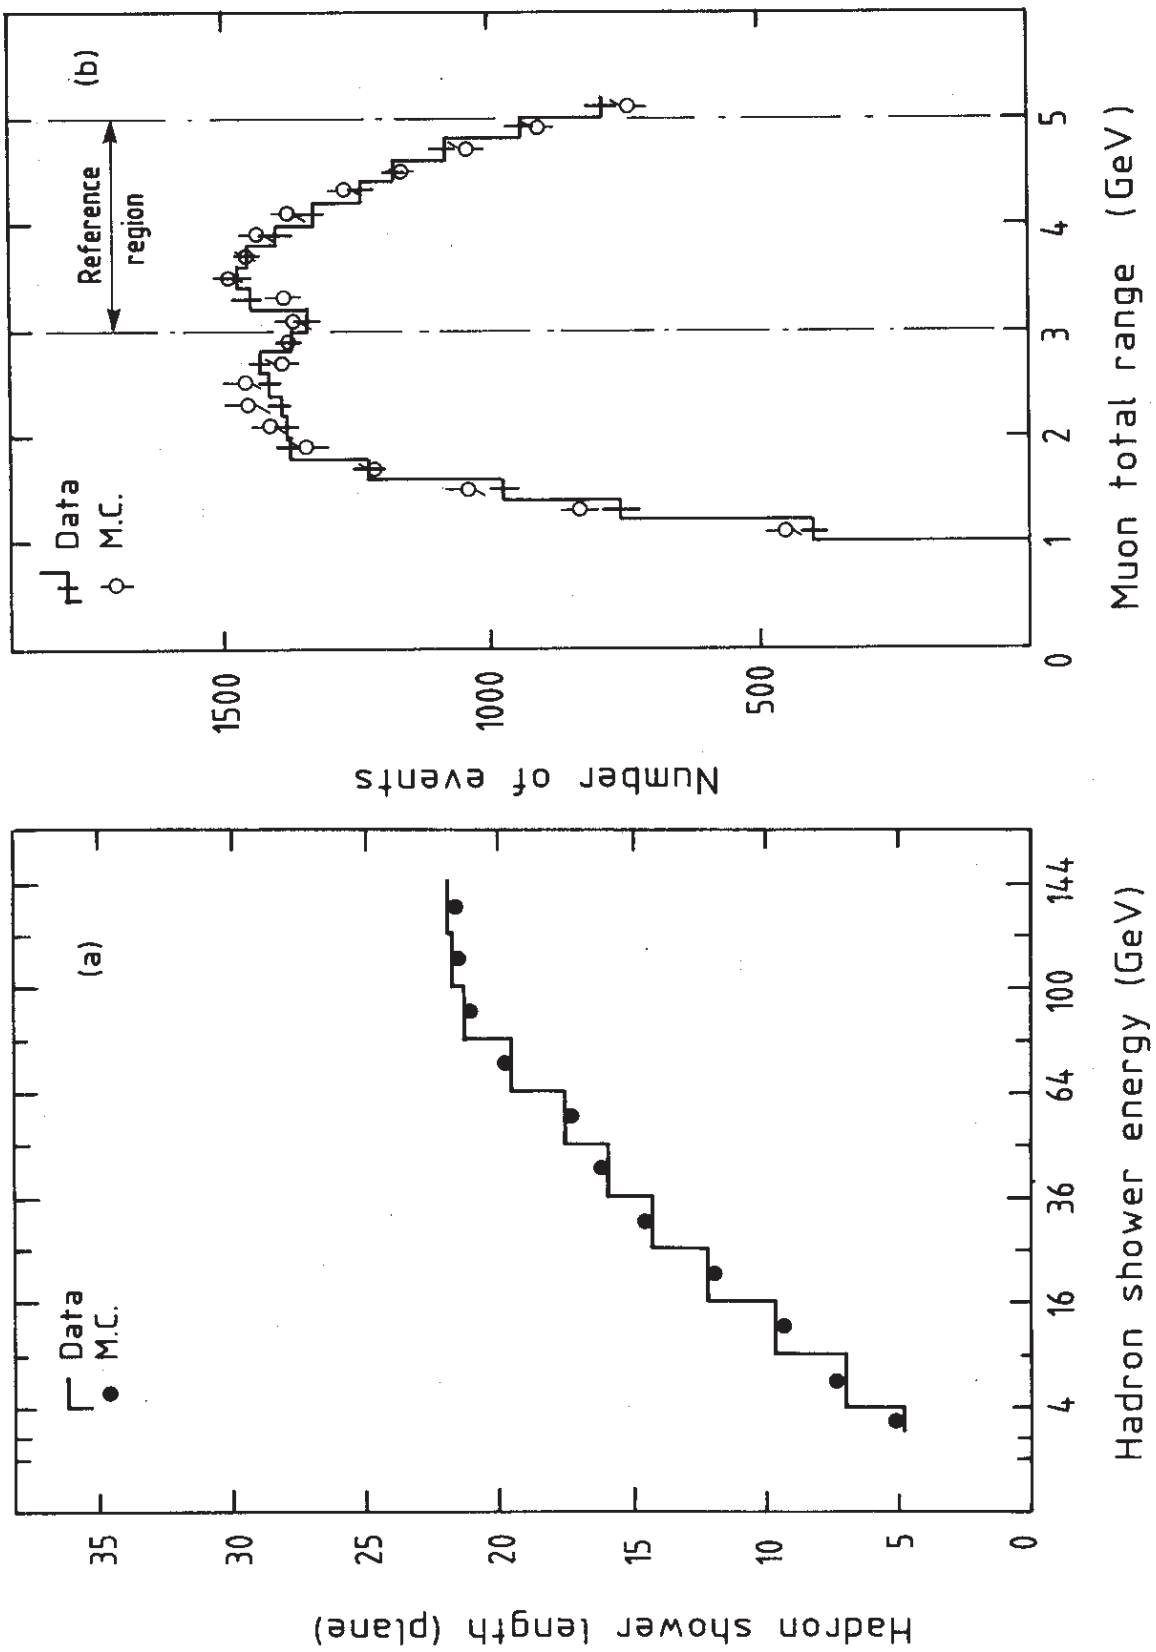 Hadron shower length (plane)
35
30
25
20
15
10
5
0
Data
M.C.
(a)
4
16
36
64
100
144
Hadron shower energy (GeV)
Number of events
1500
1000
500
Data
M.C.
Reference
region
(b)
0
1
2
3
4
5
Muon total range (GeV)